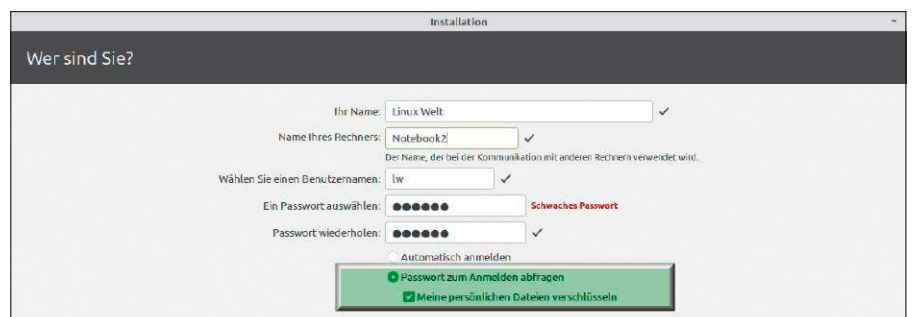 Installation
Wer sind Sie?
Ihr Name: Linux Welt
Name Ihres Rechners: Notebook2
Der Name, der bei der Kommunikation mit anderen Rechnern verwendet wird.
Wählen Sie einen Benutzernamen: lw
Ein Passwort auswählen: ●●●●●● Schwaches Passwort
Passwort wiederholen: ●●●●●●
Automatisch anmelden
Passwort zum Anmelden abfragen
Meine persönlichen Dateien verschlüsseln